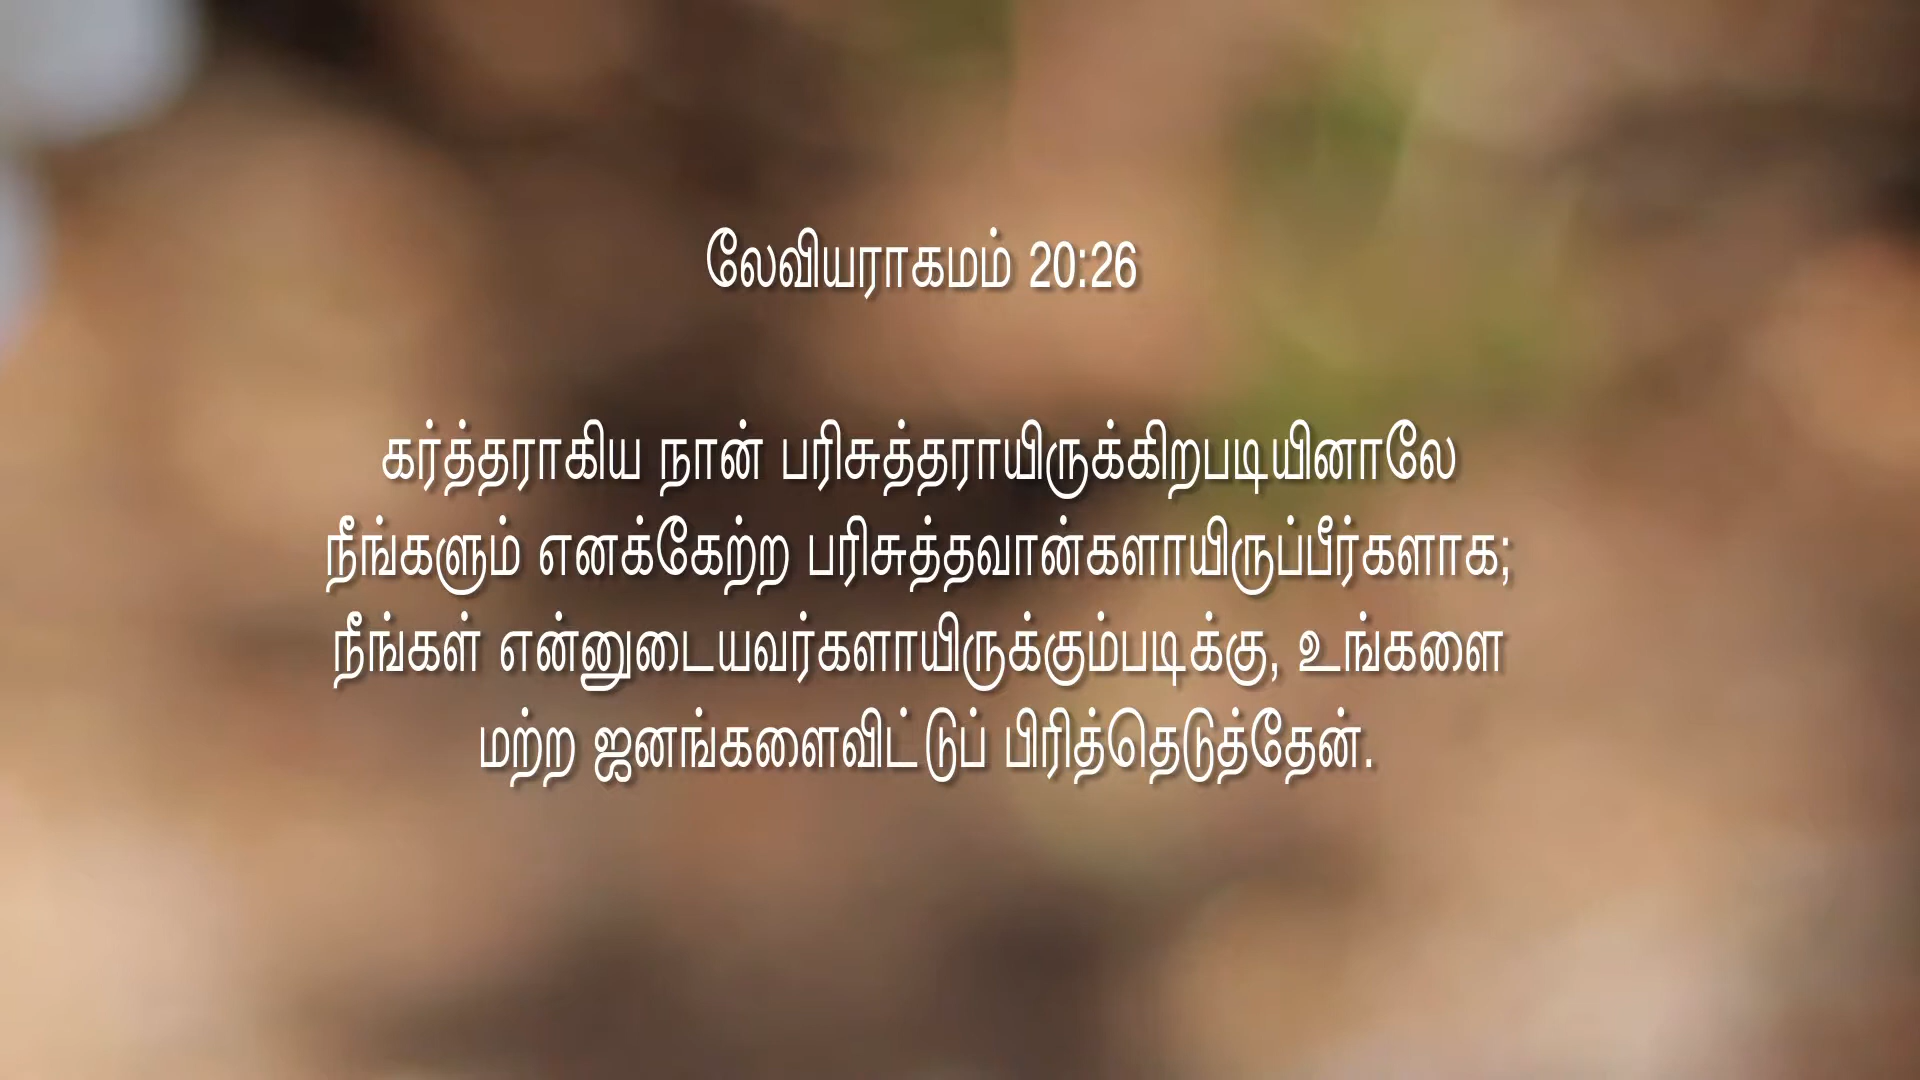 லேவியராகமம் 20:26
கர்த்தராகிய நான் பரிசுத்தராயிருக்கிறபடியினாலே
நீங்களும் எனக்கேற்ற பரிசுத்தவான்களாயிருப்பீர்களாக;
நீங்கள் என்னுடையவர்களாயிருக்கும்படிக்கு, உங்களை
மற்ற ஜனங்களைவிட்டுப் பிரித்தெடுத்தேன்.